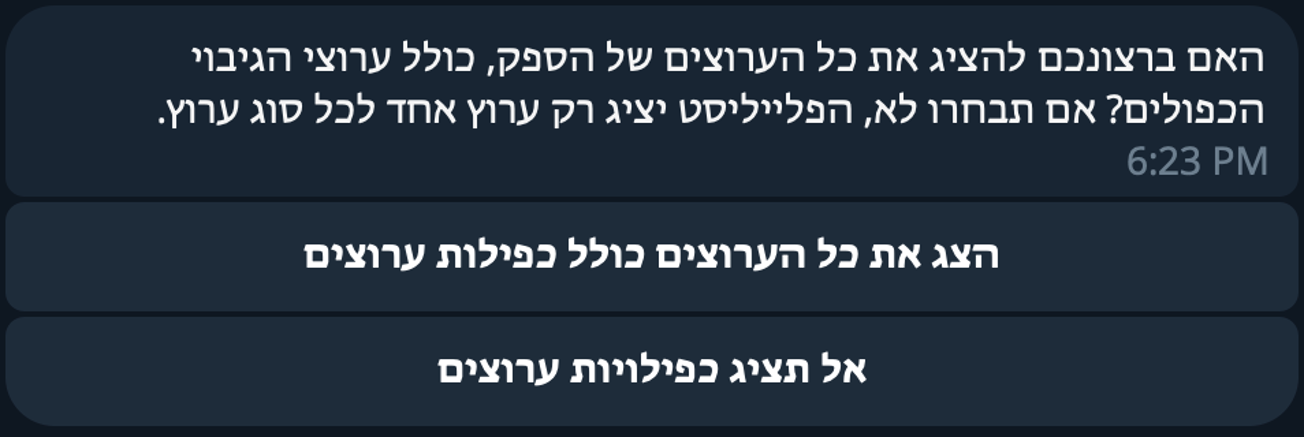 האם ברצונכם להציג את כל הערוצים של הספק, כולל ערוצי הגיבוי
הכפולים? אם תבחרו לא, הפלייליסט יציג רק ערוץ אחד לכל סוג ערוץ.
6:23 PM
הצג את כל הערוצים כולל כפילות ערוצים
אל תציג כפילויות ערוצים